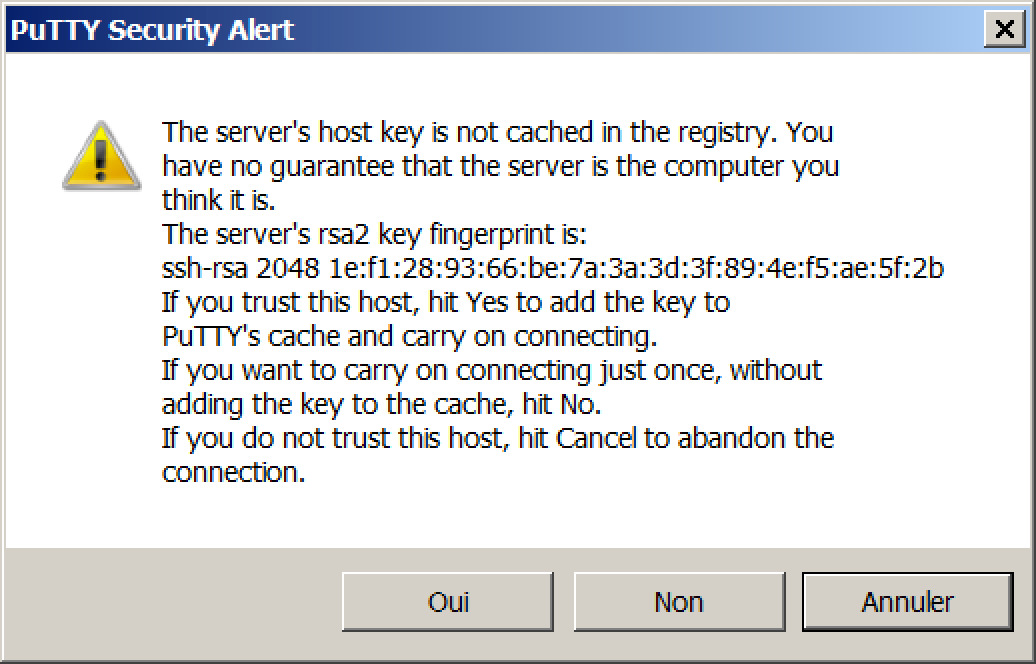 PuTTY Security Alert
The server's host key is not cached in the registry. You
have no guarantee that the server is the computer you
think it is.
The server's rsa2 key fingerprint is:
ssh-rsa 2048 1e:f1:28:93:66:be:7a:3a:3d:3f:89:4e:f5:ae:5f:2b
If you trust this host, hit Yes to add the key to
PuTTY's cache and carry on connecting.
If you want to carry on connecting just once, without
adding the key to the cache, hit No.
If you do not trust this host, hit Cancel to abandon the
connection.
Oui
Non
Annuler